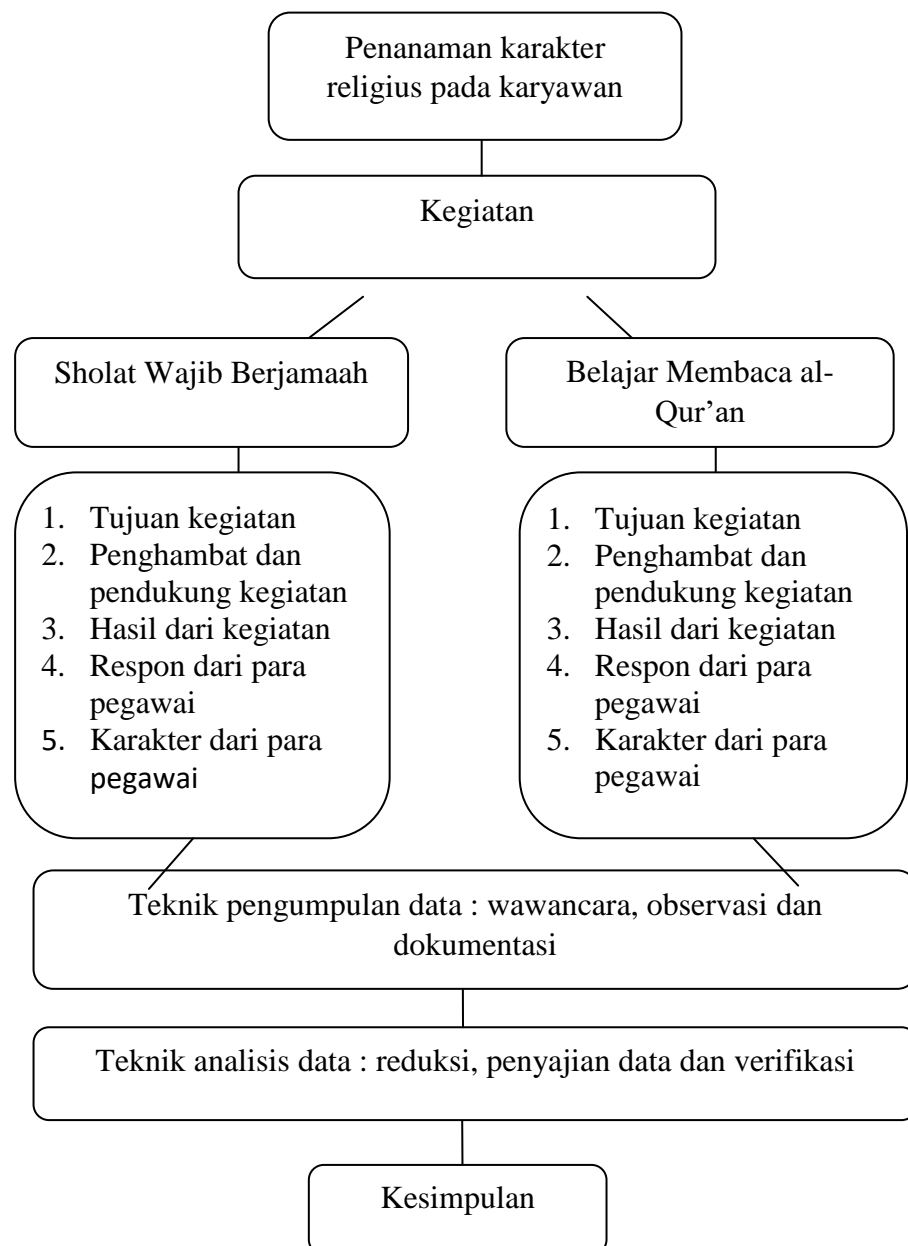 Penanaman karakter
religius pada karyawan
Kegiatan
Sholat Wajib Berjamaah
Belajar Membaca al-
Qur’an
1. Tujuan kegiatan
2. Penghambat dan
pendukung kegiatan
3. Hasil dari kegiatan
4. Respon dari para
pegawai
5. Karakter dari para
pegawai
1. Tujuan kegiatan
2. Penghambat dan
pendukung kegiatan
3. Hasil dari kegiatan
4. Respon dari para
pegawai
5. Karakter dari para
pegawai
Teknik pengumpulan data : wawancara, observasi dan
dokumentasi
Teknik analisis data : reduksi, penyajian data dan verifikasi
Kesimpulan